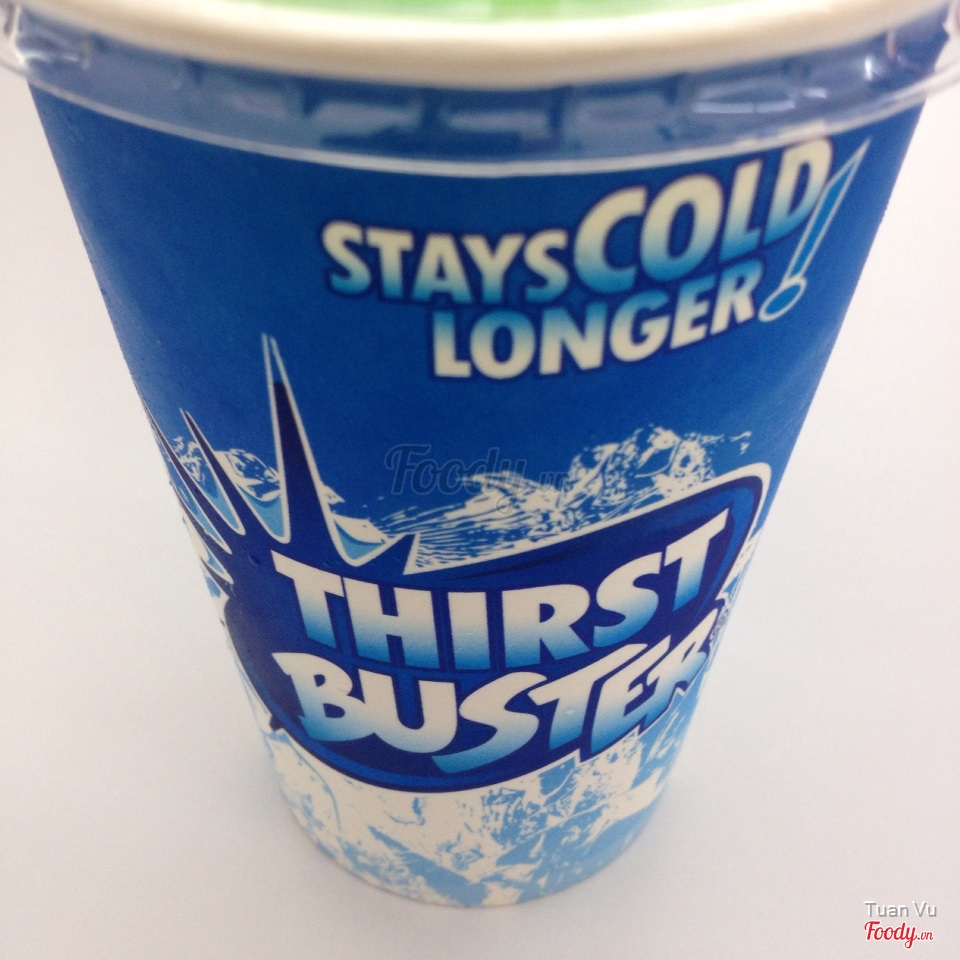 STAYS COLD
LONGER!
Foody.vn
THIRST
BUSTER
Tuan Vu
Foody.vn